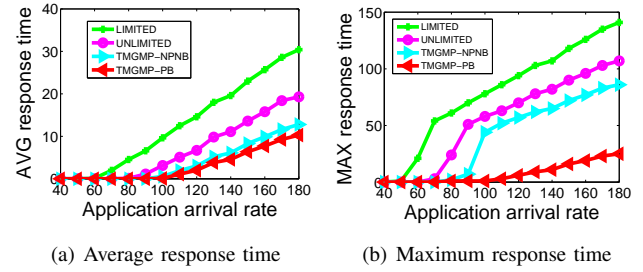 AVG response time
40
30
20
10
0
LIMITED
UNLIMITED
TMGMP-NPNB
TMGMP-PB
40 60 80 100 120 140 160 180
Application arrival rate
(a) Average response time
MAX response time
150
100
50
0
LIMITED
UNLIMITED
TMGMP-NPNB
TMGMP-PB
40 60 80 100 120 140 160 180
Application arrival rate
(b) Maximum response time